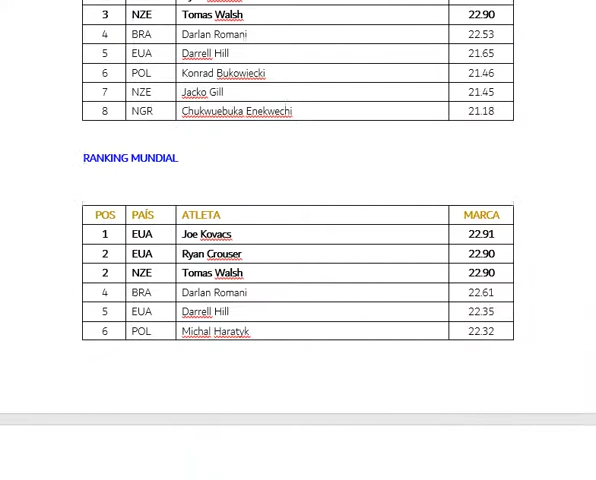 3 NZE Tomas Walsh 22.90
4 BRA Darlan Romani 22.53
5 EUA Darrell Hill 21.65
6 POL Konrad Bukowiecki 21.46
7 NZE Jacko Gill 21.45
8 NGR Chukwuebuka Enekwechi 21.18
RANKING MUNDIAL
POS PAÍS ATLETA MARCA
1 EUA Joe Kovacs 22.91
2 EUA Ryan Crouser 22.90
2 NZE Tomas Walsh 22.90
4 BRA Darlan Romani 22.61
5 EUA Darrell Hill 22.35
6 POL Michal Haratyk 22.32